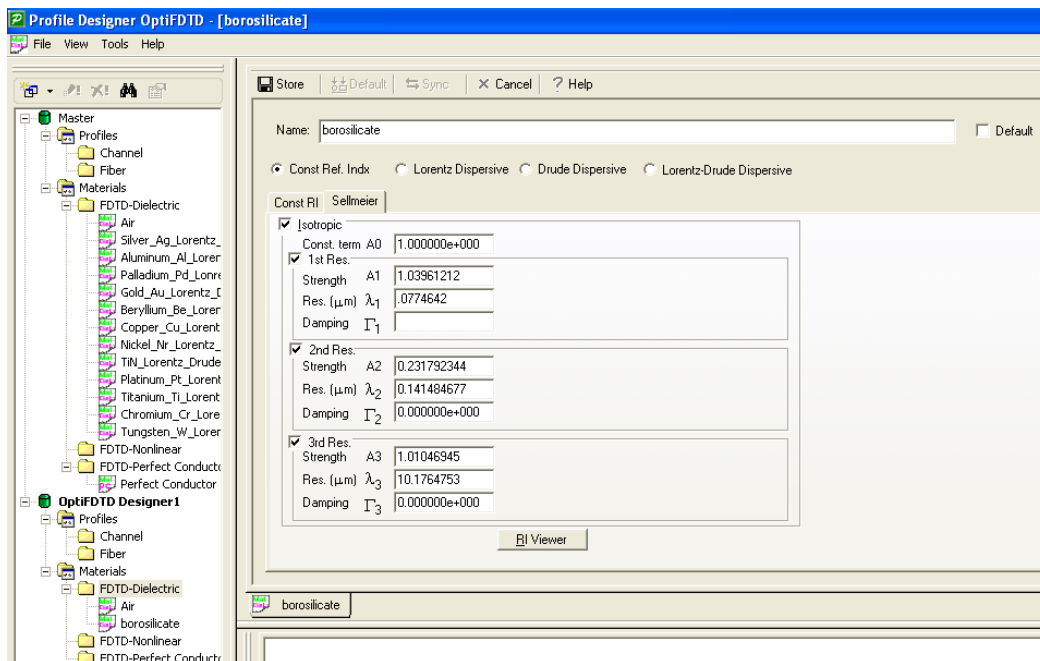 Profile Designer OptiFDTD - [borosilicate]
File View Tools Help
Store Default Sync Cancel ? Help
Name: borosilicate Default
Const Ref. Indx Lorentz Dispersive Drude Dispersive Lorentz-Drude Dispersive
Const RI Sellmeier
Isotropic
Const. term A0 1.000000e+000
1st Res.
Strength A1 1.03961212
Res. (μm) λ1 .0774642
Damping Γ1
2nd Res.
Strength A2 0.231792344
Res. (μm) λ2 0.141484677
Damping Γ2 0.000000e+000
3rd Res.
Strength A3 1.01046945
Res. (μm) λ3 10.1764753
Damping Γ3 0.000000e+000
RI Viewer
borosilicate
Master
Profiles
Channel
Fiber
Materials
FDTD-Dielectric
Air
Silver_Ag_Lorentz_
Aluminum_Al_Loren
Palladium_Pd_Lonre
Gold_Au_Lorentz_D
Beryllium_Be_Loren
Copper_Cu_Lorent
Nickel_Nr_Lorentz_
TiN_Lorentz_Drude
Platinum_Pt_Lorent
Titanium_Ti_Lorent
Chromium_Cr_Lore
Tungsten_W_Loren
FDTD-Nonlinear
FDTD-Perfect Conducto
Perfect Conductor
OptiFDTD Designer1
Profiles
Channel
Fiber
Materials
FDTD-Dielectric
Air
borosilicate
FDTD-Nonlinear
FDTD-Perfect Conducto